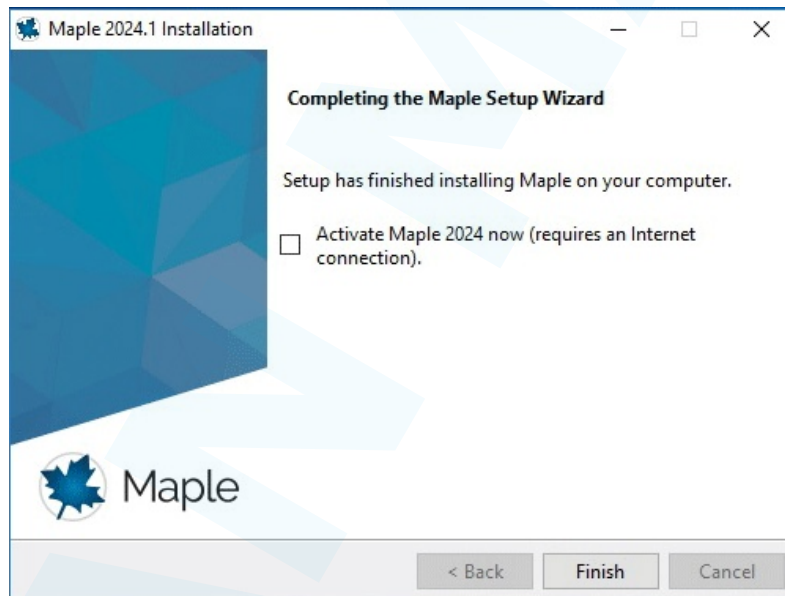 Maple 2024.1 Installation
Completing the Maple Setup Wizard
Setup has finished installing Maple on your computer.
Activate Maple 2024 now (requires an Internet
connection).
Maple
< Back
Finish
Cancel